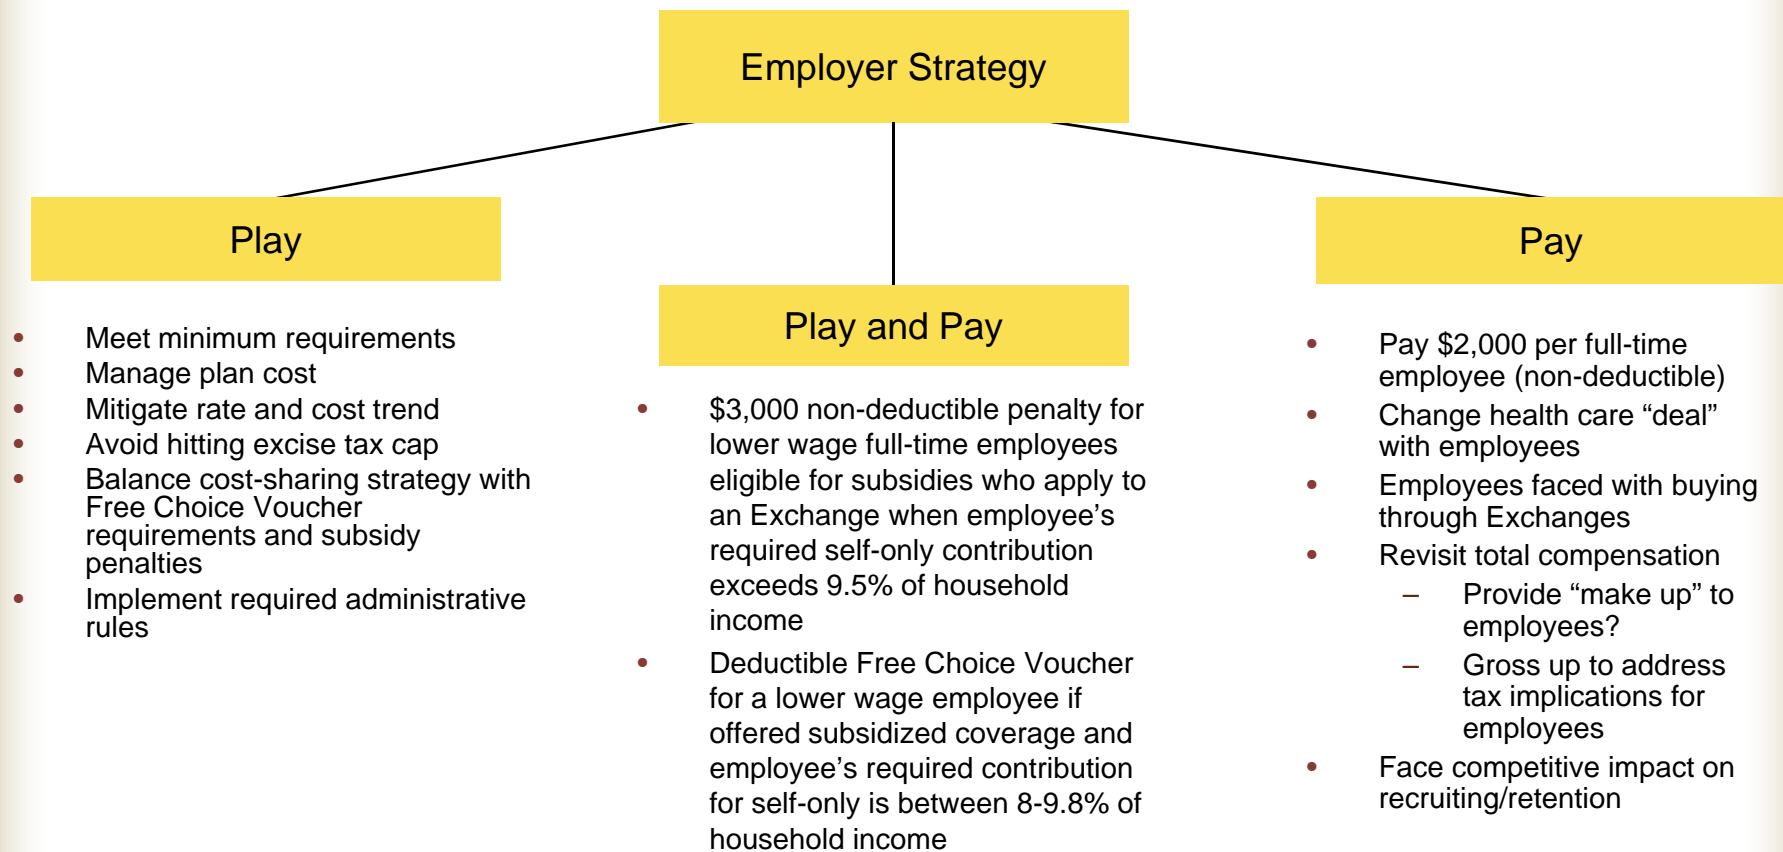 Employer Strategy
Play
• Meet minimum requirements
• Manage plan cost
• Mitigate rate and cost trend
• Avoid hitting excise tax cap
• Balance cost-sharing strategy with
Free Choice Voucher
requirements and subsidy
penalties
• Implement required administrative
rules
Play and Pay
• $3,000 non-deductible penalty for
lower wage full-time employees
eligible for subsidies who apply to
an Exchange when employee’s
required self-only contribution
exceeds 9.5% of household
income
• Deductible Free Choice Voucher
for a lower wage employee if
offered subsidized coverage and
employee’s required contribution
for self-only is between 8-9.8% of
household income
Pay
• Pay $2,000 per full-time
employee (non-deductible)
• Change health care “deal”
with employees
• Employees faced with buying
through Exchanges
• Revisit total compensation
– Provide “make up” to
employees?
– Gross up to address
tax implications for
employees
• Face competitive impact on
recruiting/retention